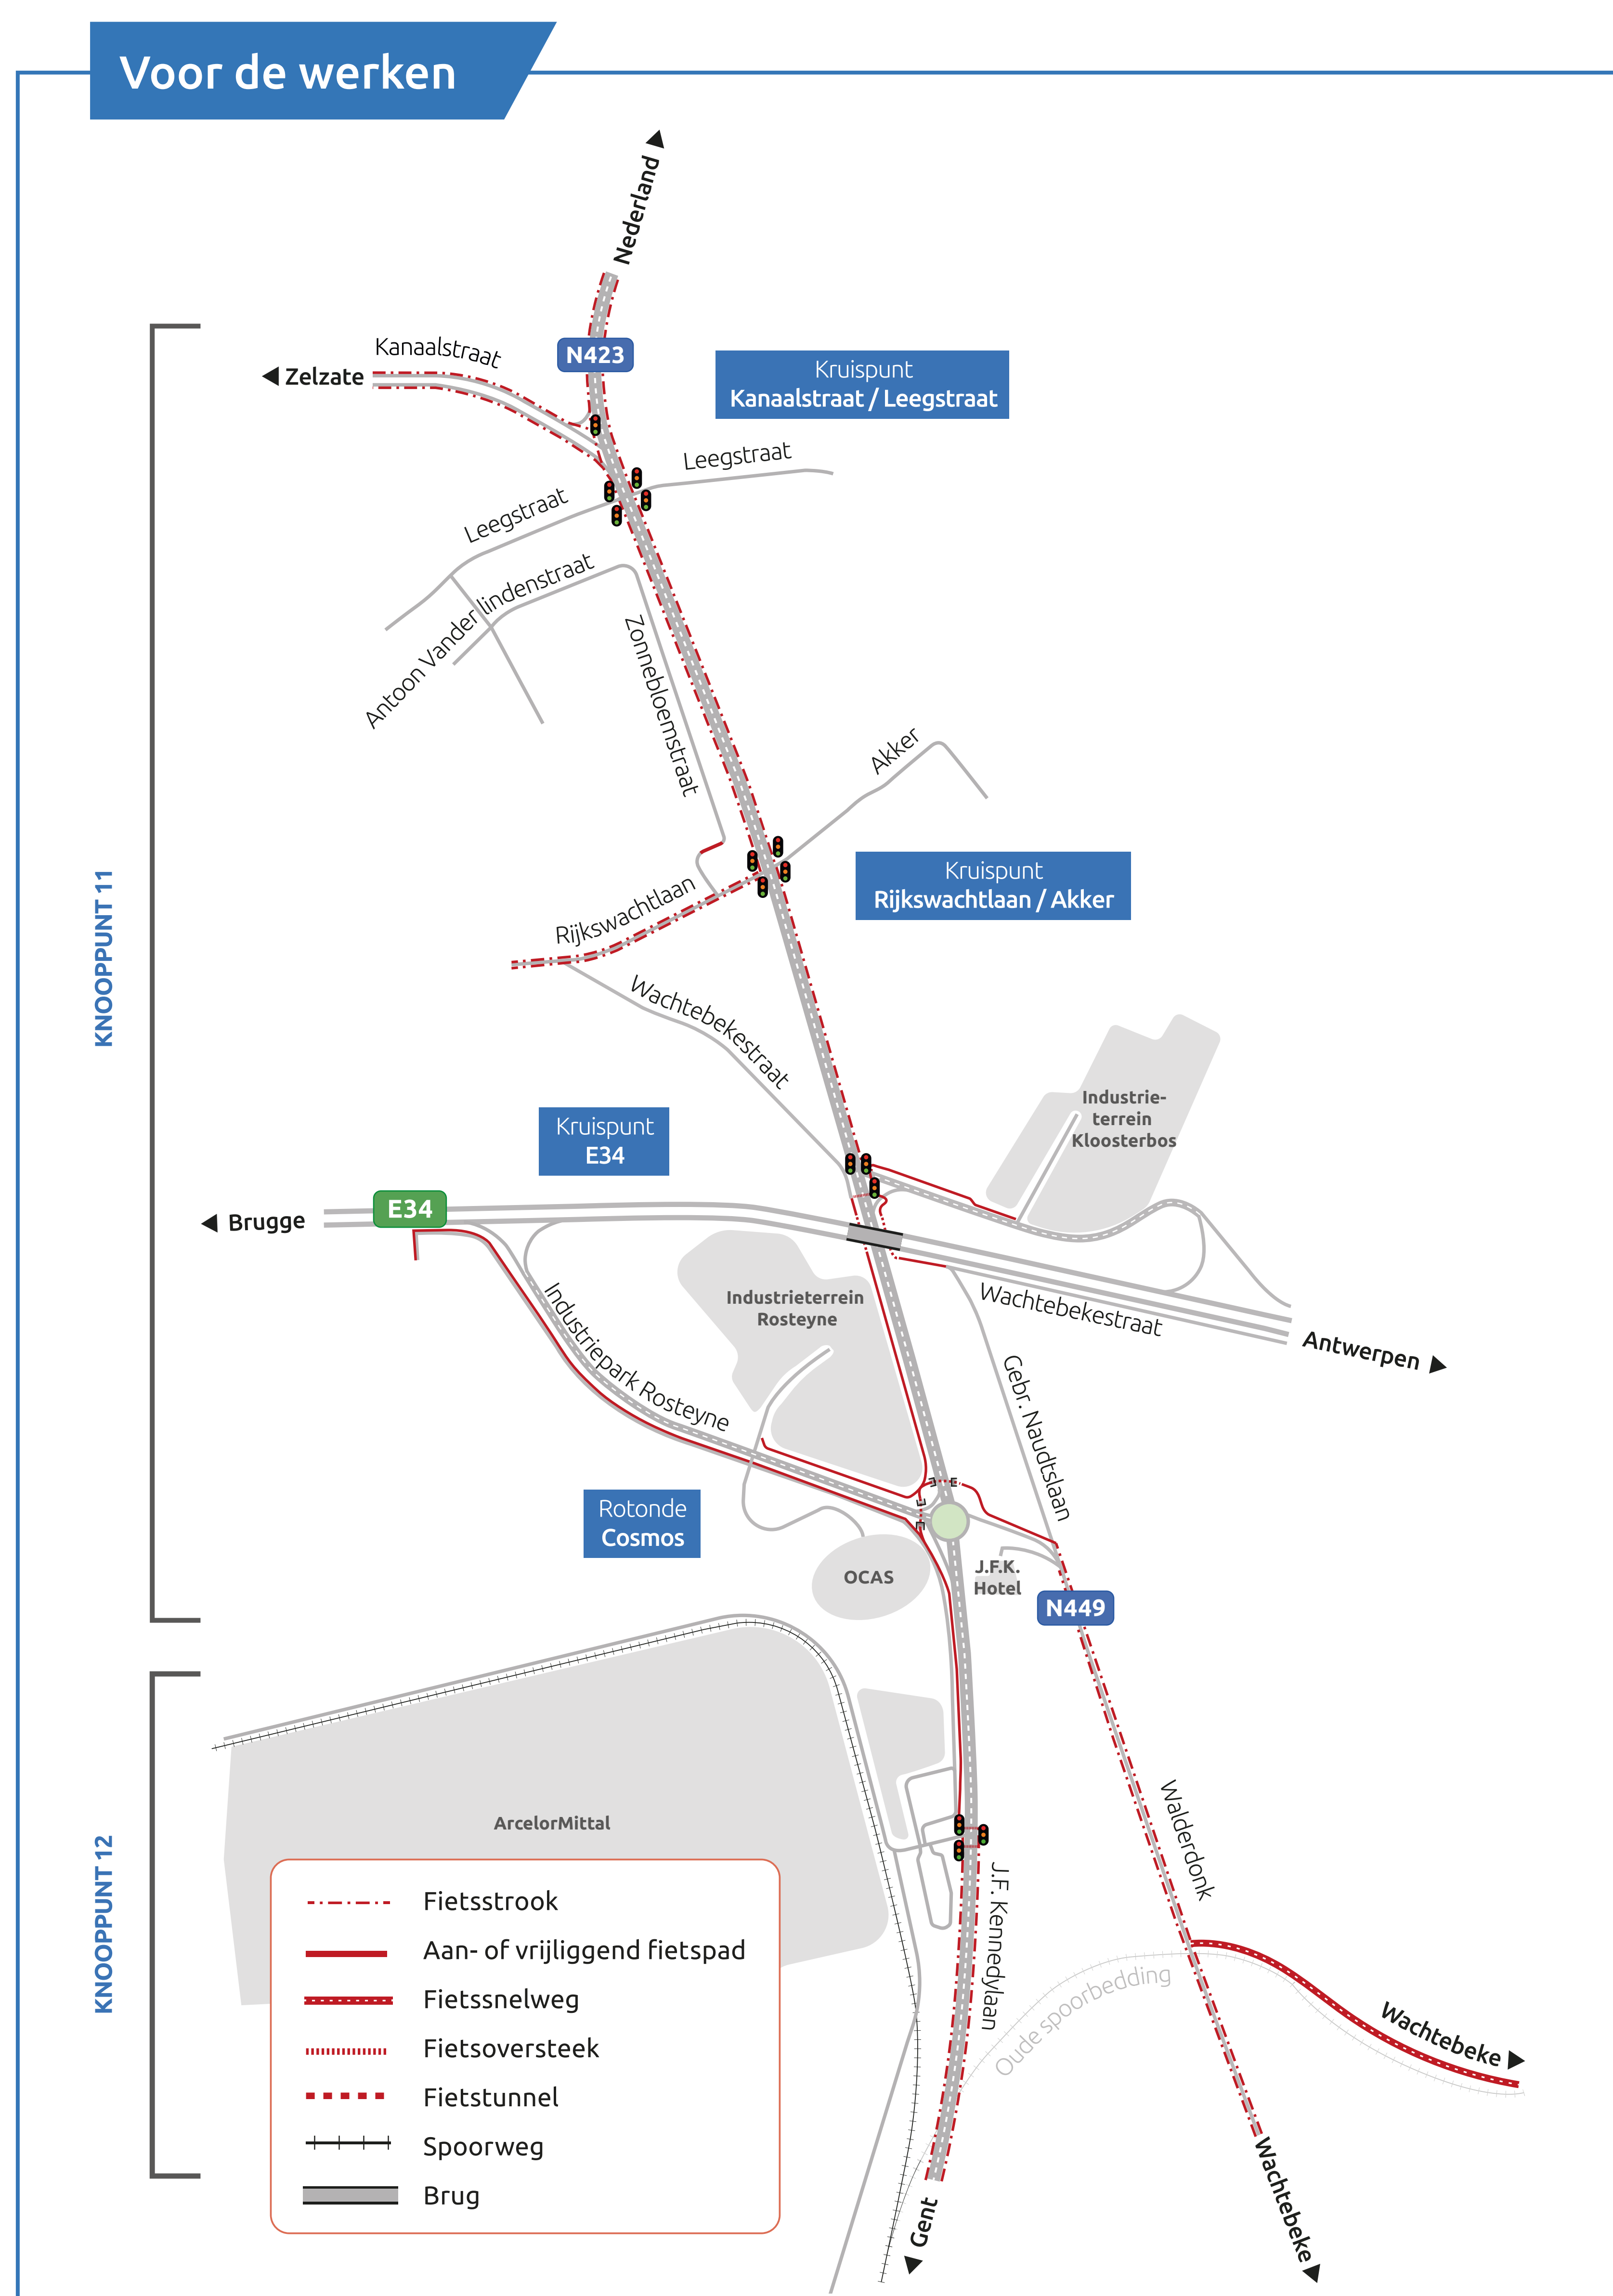 Voor de werken
Nederland
Kanaalstraat
Zelzate
N423
Kruispunt
Kanaalstraat / Leegstraat
Leegstraat
Leegstraat
Antoon Vander lindenstraat
Zonnebloemstraat
Akker
Kruispunt
Rijkswachtlaan / Akker
Rijkswachtlaan
KNOOPPUNT 11
Wachtebekestraat
Industrie-
terrein
Kloosterbos
Kruispunt
E34
E34
Brugge
Industrieterrein
Rosteyne
Wachtebekestraat
Antwerpen
Industriepark Rosteyne
Gebr. Naudtslaan
Rotonde
Cosmos
OCAS
J.F.K.
Hotel
N449
ArcelorMittal
Walderdonk
KNOOPPUNT 12
J.F. Kennedylaan
Oude spoorbedding
Wachtebeke
Wachtebeke
Gent
Fietsstrook
Aan- of vrijliggend fietspad
Fietssnelweg
Fietsoversteek
Fietstunnel
Spoorweg
Brug